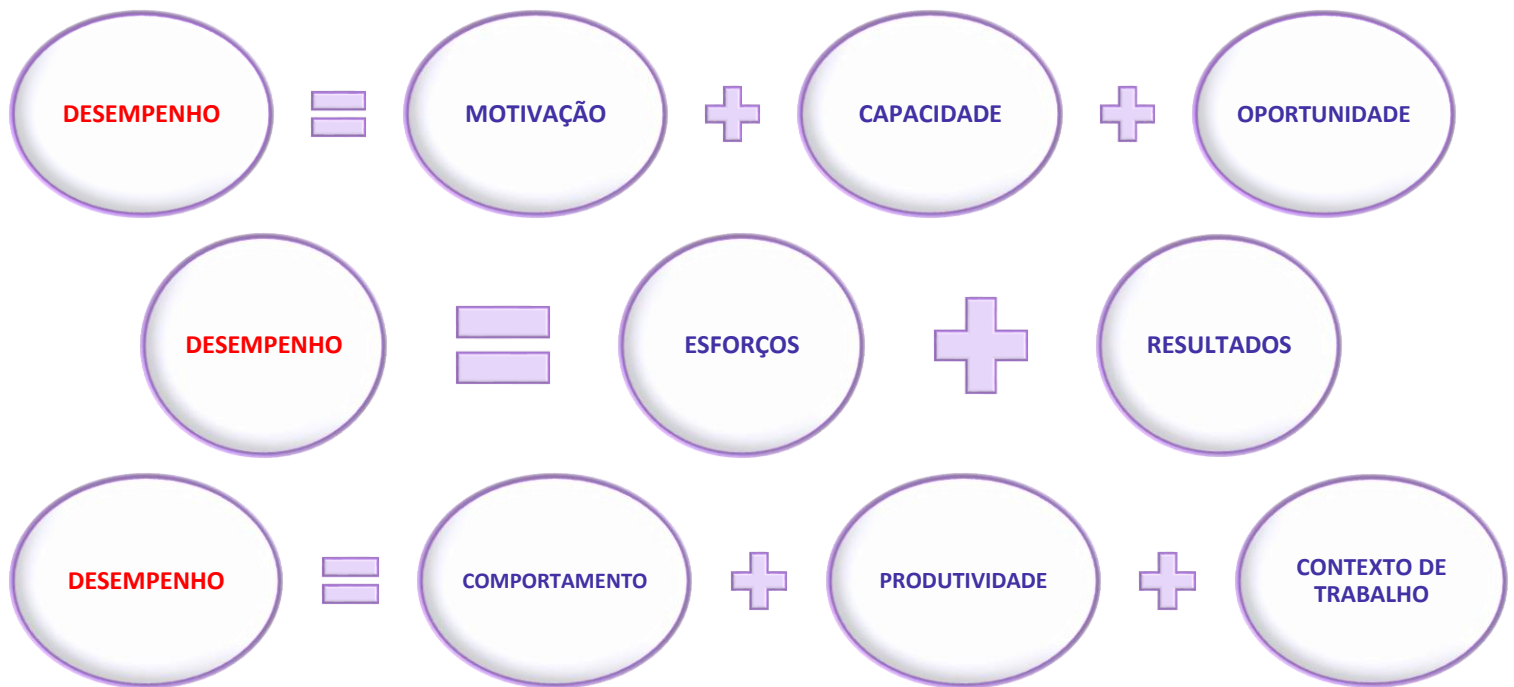 DESEMPENHO MOTIVAÇÃO CAPACIDADE OPORTUNIDADE
DESEMPENHO ESFORÇOS RESULTADOS
DESEMPENHO COMPORTAMENTO PRODUTIVIDADE CONTEXTO DE
TRABALHO